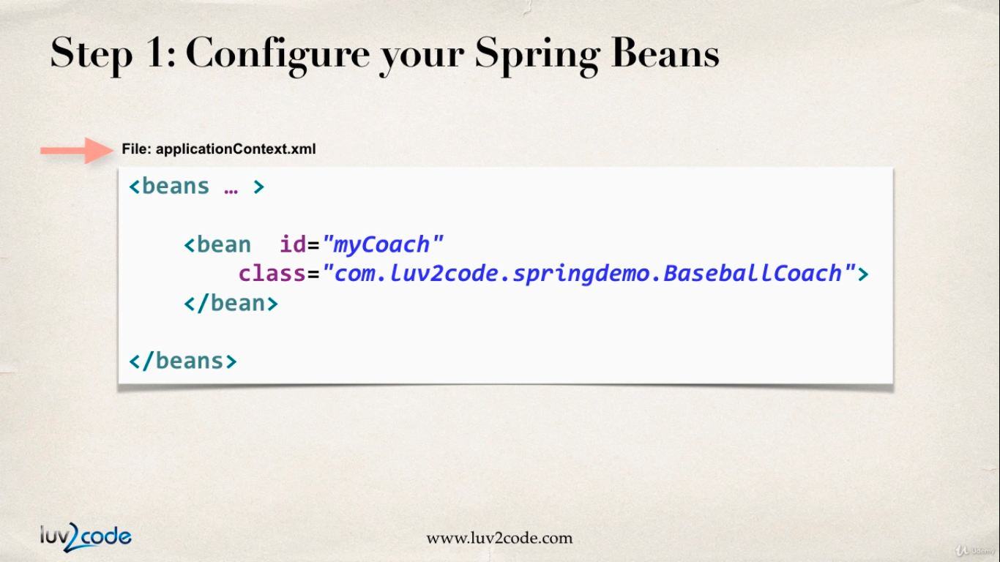 Step 1: Configure your Spring Beans
File: applicationContext.xml
<beans … >
<bean  id="myCoach"
class="com.luv2code.springdemo.BaseballCoach">
</bean>
</beans>
luv2code
www.luv2code.com
Udemy